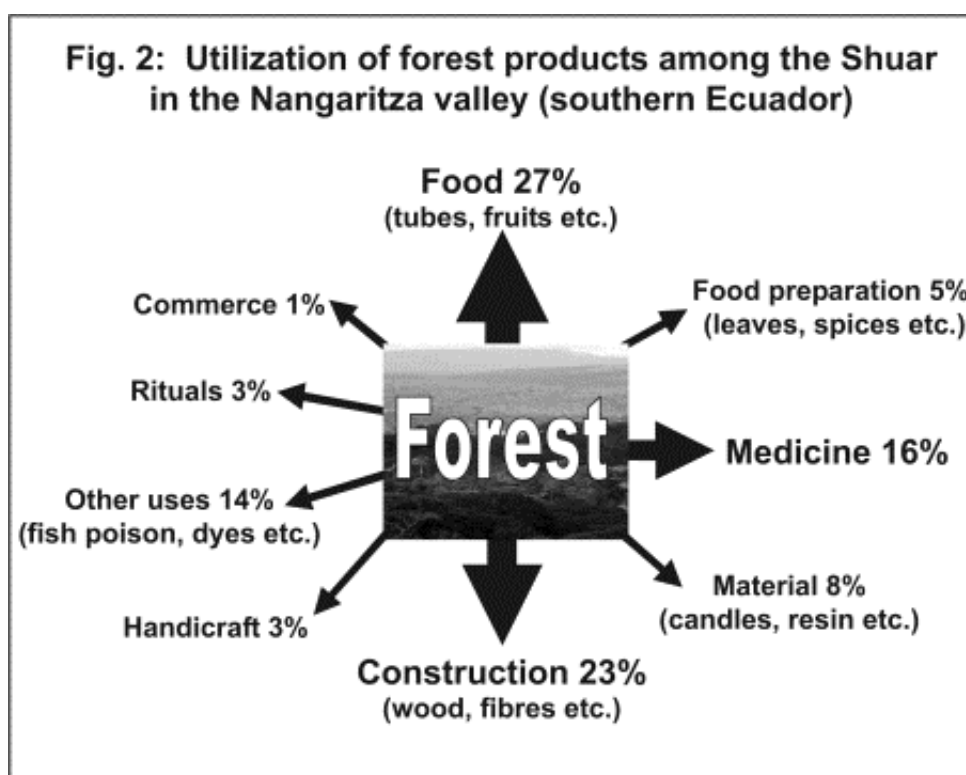 Fig. 2: Utilization of forest products among the Shuar
in the Nangaritza valley (southern Ecuador)
Food 27%
(tubes, fruits etc.)
Commerce 1%
Food preparation 5%
(leaves, spices etc.)
Rituals 3%
Forest
Medicine 16%
Other uses 14%
(fish poison, dyes etc.)
Material 8%
(candles, resin etc.)
Handicraft 3%
Construction 23%
(wood, fibres etc.)